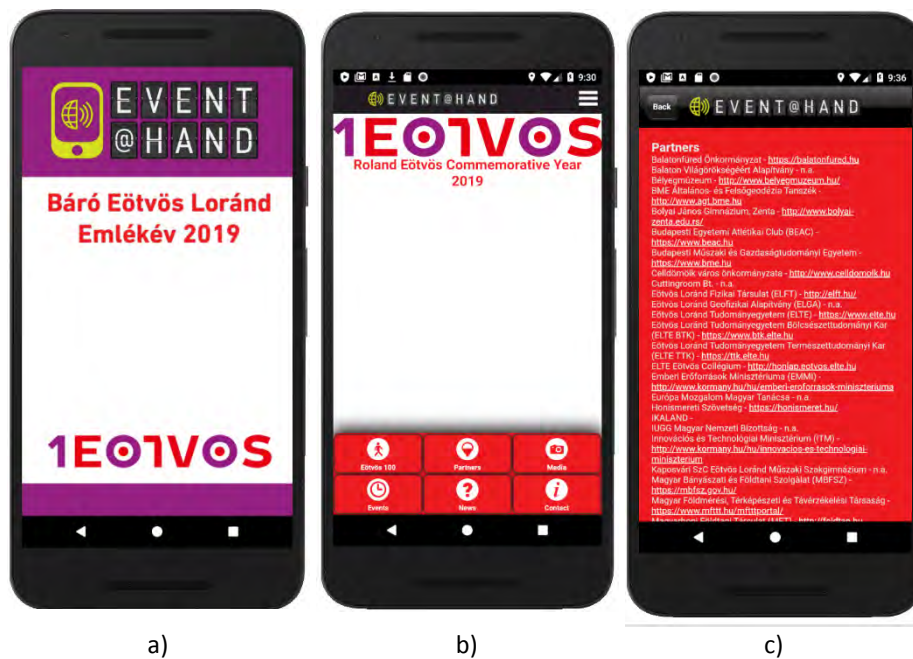 EVENT
@HAND
Báró Eötvös Loránd
Emlékév 2019
1EOTVOS
9:30
EVENT@HAND
1EOTVOS
Roland Eötvös Commemorative Year
2019
Eötvös 100
Partners
Media
Events
News
Contact
9:36
Back
EVENT@HAND
Partners
Balatonfüred Önkormányzat - https://balatonfured.hu
Balaton Világörökségéért Alapítvány - n.a.
Bélyegmúzeum - http://www.belyegmuzeum.hu/
BME Általános- és Felsőgeodézia Tanszék -
http://www.agt.bme.hu
Bolyai János Gimnázium, Zenta - http://www.bolyai-
zenta.edu.rs/
Budapesti Egyetemi Atlétikai Club (BEAC) -
https://www.beac.hu
Budapesti Műszaki és Gazdaságtudományi Egyetem -
https://www.bme.hu
Celldömölk város önkormányzata - http://www.celldomolk.hu
Cuttingroom Bt. - n.a.
Eötvös Loránd Fizikai Társulat (ELFT) - http://elft.hu/
Eötvös Loránd Geofizikai Alapítvány (ELGA) - n.a.
Eötvös Loránd Tudományegyetem (ELTE) - https://www.elte.hu
Eötvös Loránd Tudományegyetem Bölcsészettudományi Kar
(ELTE BTK) - https://www.btk.elte.hu
Eötvös Loránd Tudományegyetem Természettudományi Kar
(ELTE TTK) - https://ttk.elte.hu
ELTE Eötvös Collégium - http://honlap.eotvos.elte.hu
Emberi Erőforrások Minisztériuma (EMMI) -
http://www.kormany.hu/hu/emberi-eroforrasok-miniszteriuma
Európa Mozgalom Magyar Tanácsa - n.a.
Honismereti Szövetség - https://honismeret.hu/
IKALAND -
IUGG Magyar Nemzeti Bizottság - n.a.
Innovációs és Technológiai Minisztérium (ITM) -
http://www.kormany.hu/hu/innovacios-es-technologiai-
miniszterium
Kaposvári SzC Eötvös Loránd Műszaki Szakgimnázium - n.a.
Magyar Bányászati és Földtani Szolgálat (MBFSZ) -
https://mbfsz.gov.hu/
Magyar Földmérési, Térképészeti és Távérzékelési Társaság -
https://www.mfttt.hu/mftttportal/
Magyarhoni Földtani Társulat (MFT) - http://foldtan.hu
a)
b)
c)